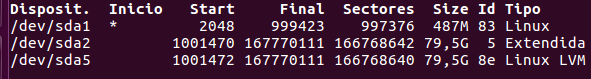 Disposit.  Inicio    Start     Final  Sectores  Size Id Tipo
/dev/sda1  *          2048    999423    997376  487M 83 Linux
/dev/sda2          1001470 167770111 166768642 79,5G  5 Extendida
/dev/sda5          1001472 167770111 166768640 79,5G 8e Linux LVM